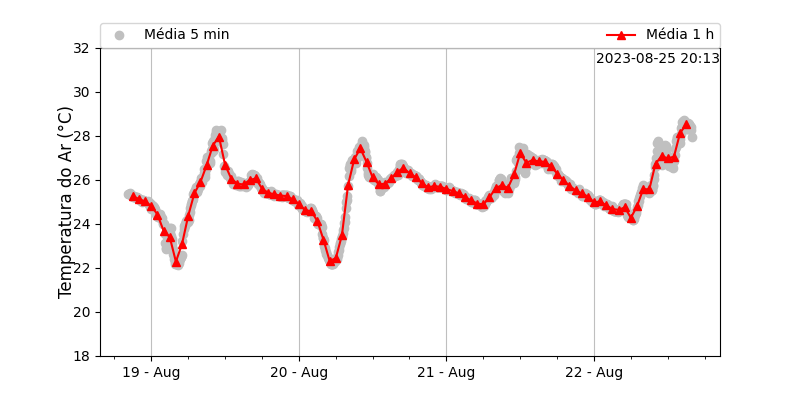 Média 5 min
Média 1 h
2023-08-25 20:13
Temperatura do Ar (°C)
32
30
28
26
24
22
20
18
19 - Aug
20 - Aug
21 - Aug
22 - Aug